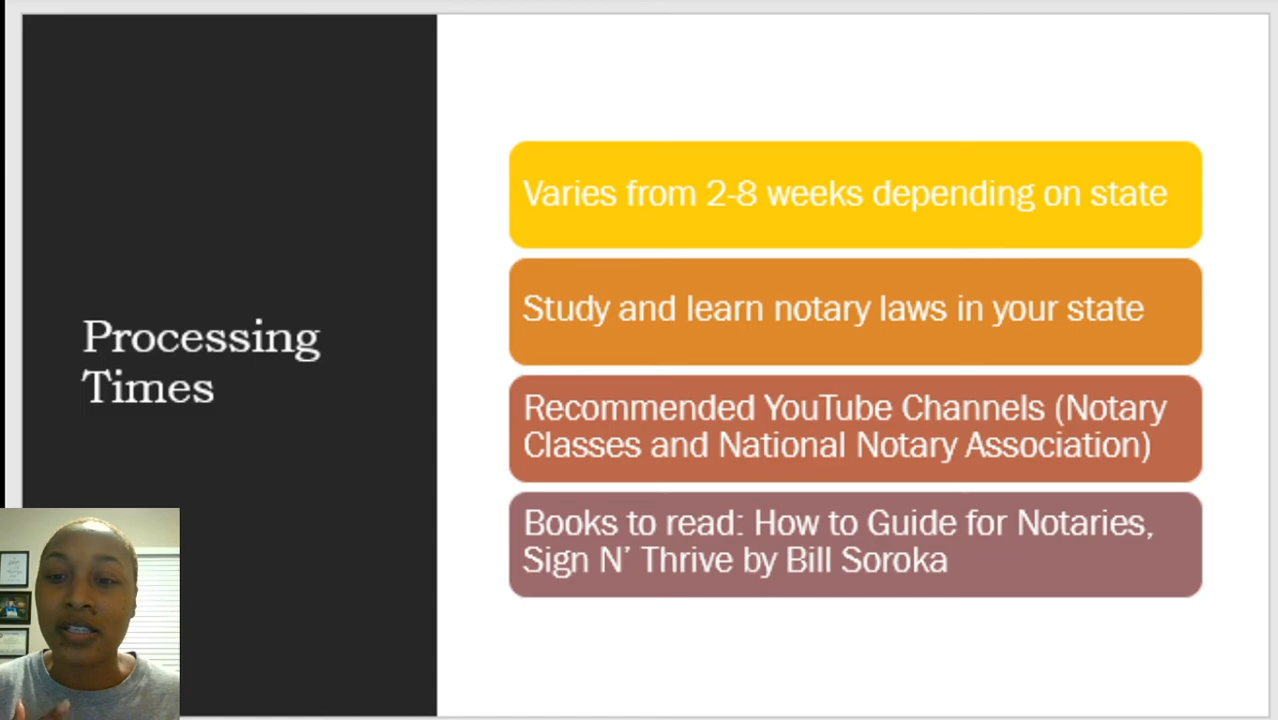 Processing
Times
Varies from 2-8 weeks depending on state
Study and learn notary laws in your state
Recommended YouTube Channels (Notary
Classes and National Notary Association)
Books to read: How to Guide for Notaries,
Sign N’ Thrive by Bill Soroka